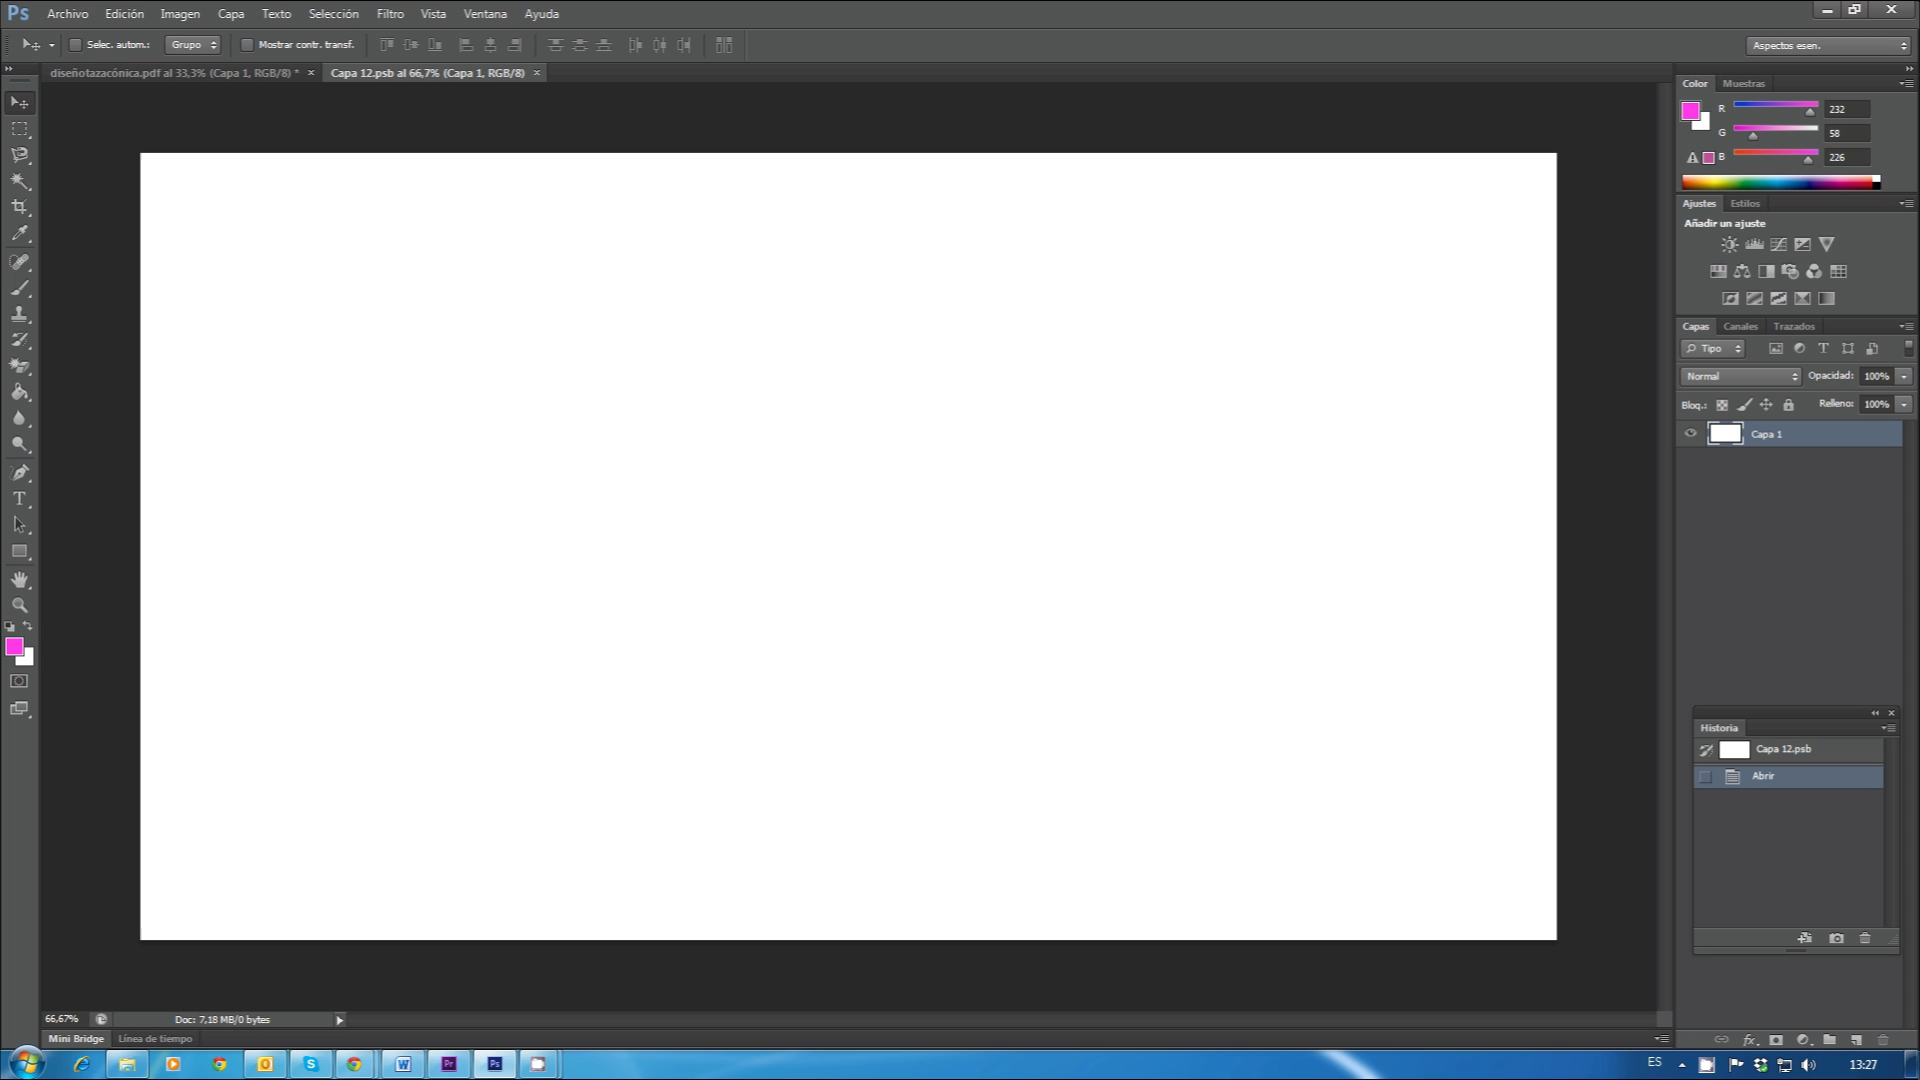 Ps Archivo Edición Imagen Capa Texto Selección Filtro Vista Ventana Ayuda
Selec. autom.: Grupo Mostrar contr. transf. Aspectos esen.
diseñotazacónica.pdf al 33,3% (Capa 1, RGB/8) * × Capa 12.psb al 66,7% (Capa 1, RGB/8) ×
Color Muestras
R 232
G 58
B 226
Ajustes Estilos
Añadir un ajuste
Capas Canales Trazados
Tipo
Normal Opacidad: 100%
Bloq.: Relleno: 100%
Capa 1
Historia
Capa 12.psb
Abrir
66,67% Doc: 7,18 MB/0 bytes
Mini Bridge Línea de tiempo
fx
ES 13:27